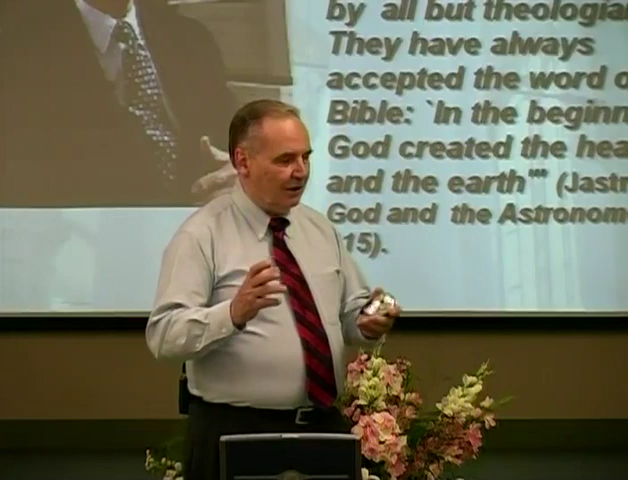 by all but theologia
They have always
accepted the word o
Bible: `In the beginn
God created the hea
and the earth'" (Jastr
God and the Astronom
15).